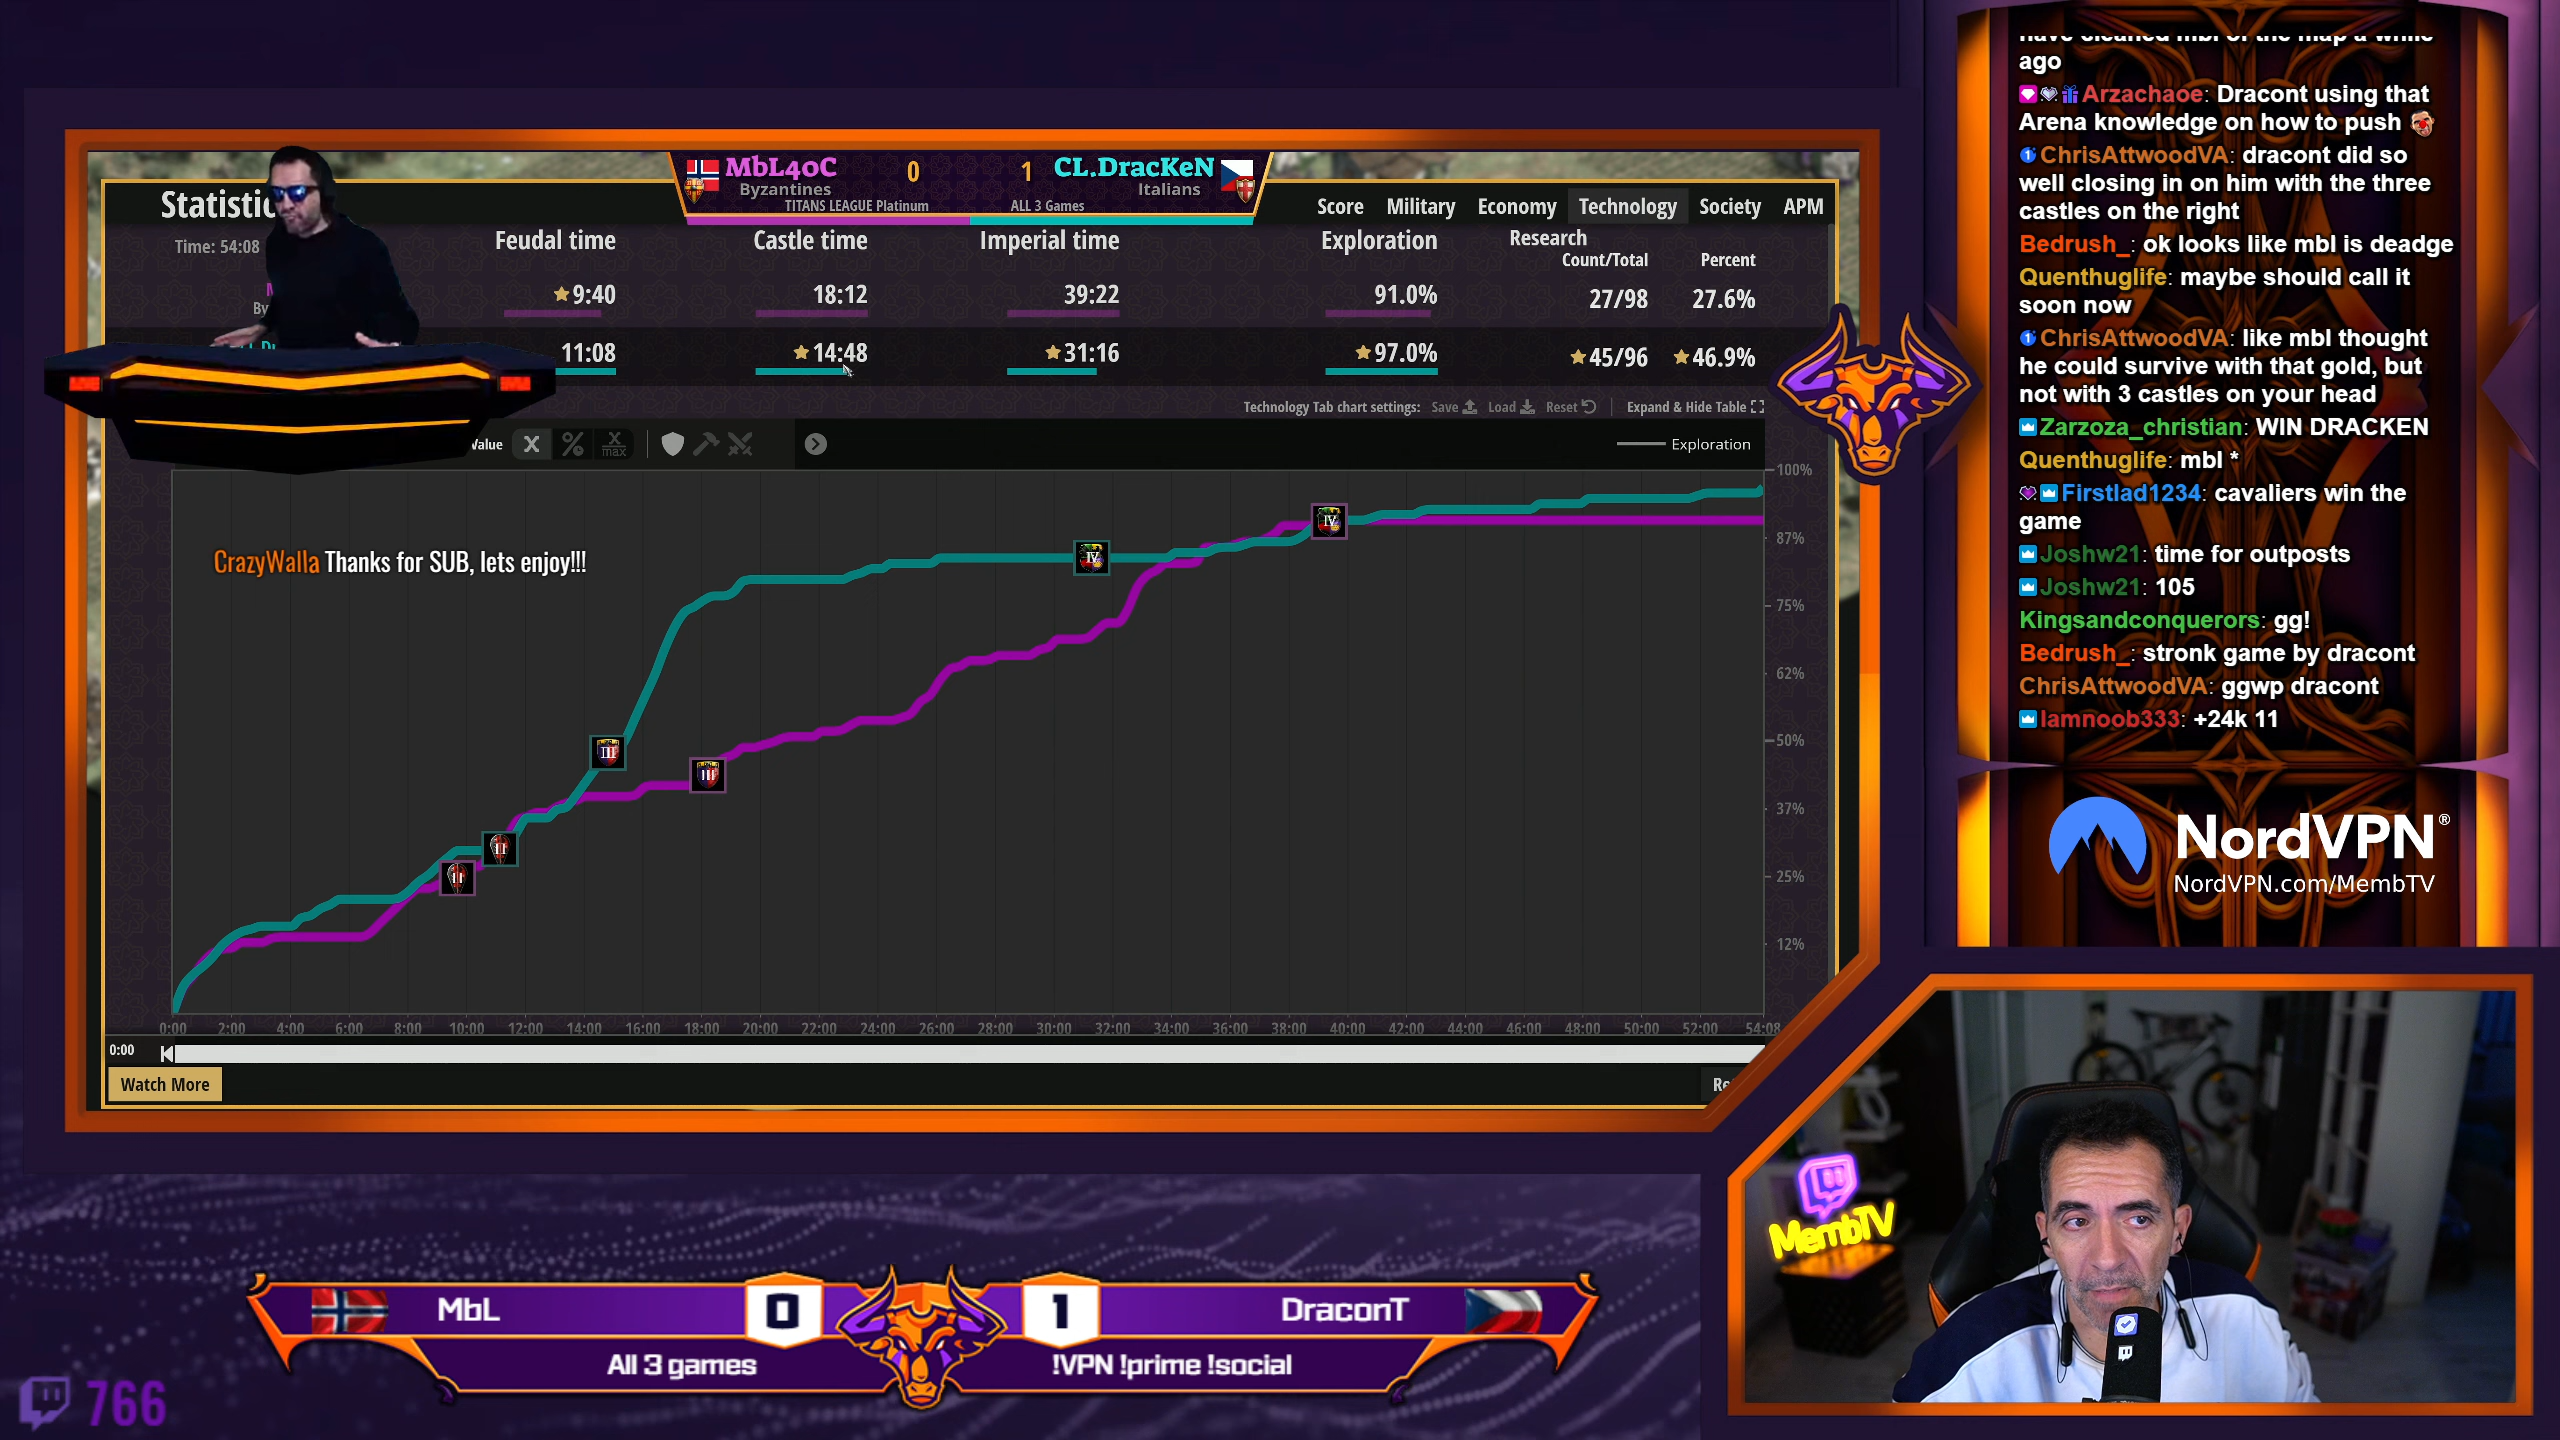 MbL4oC 0 1 CL.DracKeN
Byzantines Italians
TITANS LEAGUE Platinum ALL 3 Games
Time: 54:08
Score Military Economy Technology Society APM
Feudal time Castle time Imperial time Exploration Research
Count/Total Percent
9:40 18:12 39:22 91.0% 27/98 27.6%
11:08 14:48 31:16 97.0% 45/96 46.9%
Technology Tab chart settings: Save Load Reset Expand & Hide Table
X % X max
Exploration
100%
87%
75%
62%
50%
37%
25%
12%
CrazyWalla Thanks for SUB, lets enjoy!!!
IV
IV
III
III
II
II
0:00 2:00 4:00 6:00 8:00 10:00 12:00 14:00 16:00 18:00 20:00 22:00 24:00 26:00 28:00 30:00 32:00 34:00 36:00 38:00 40:00 42:00 44:00 46:00 48:00 50:00 52:00 54:08
0:00
Watch More
ago
Arzachaoe: Dracont using that
Arena knowledge on how to push
ChrisAttwoodVA: dracont did so
well closing in on him with the three
castles on the right
Bedrush_: ok looks like mbl is deadge
Quenthuglife: maybe should call it
soon now
ChrisAttwoodVA: like mbl thought
he could survive with that gold, but
not with 3 castles on your head
Zarzoza_christian: WIN DRACKEN
Quenthuglife: mbl *
Firstlad1234: cavaliers win the
game
Joshw21: time for outposts
Joshw21: 105
Kingsandconquerors: gg!
Bedrush_: stronk game by dracont
ChrisAttwoodVA: ggwp dracont
+24k 11
NordVPN®
NordVPN.com/MembTV
MembTV
MbL 0 1 DraconT
All 3 games !VPN !prime !social
766